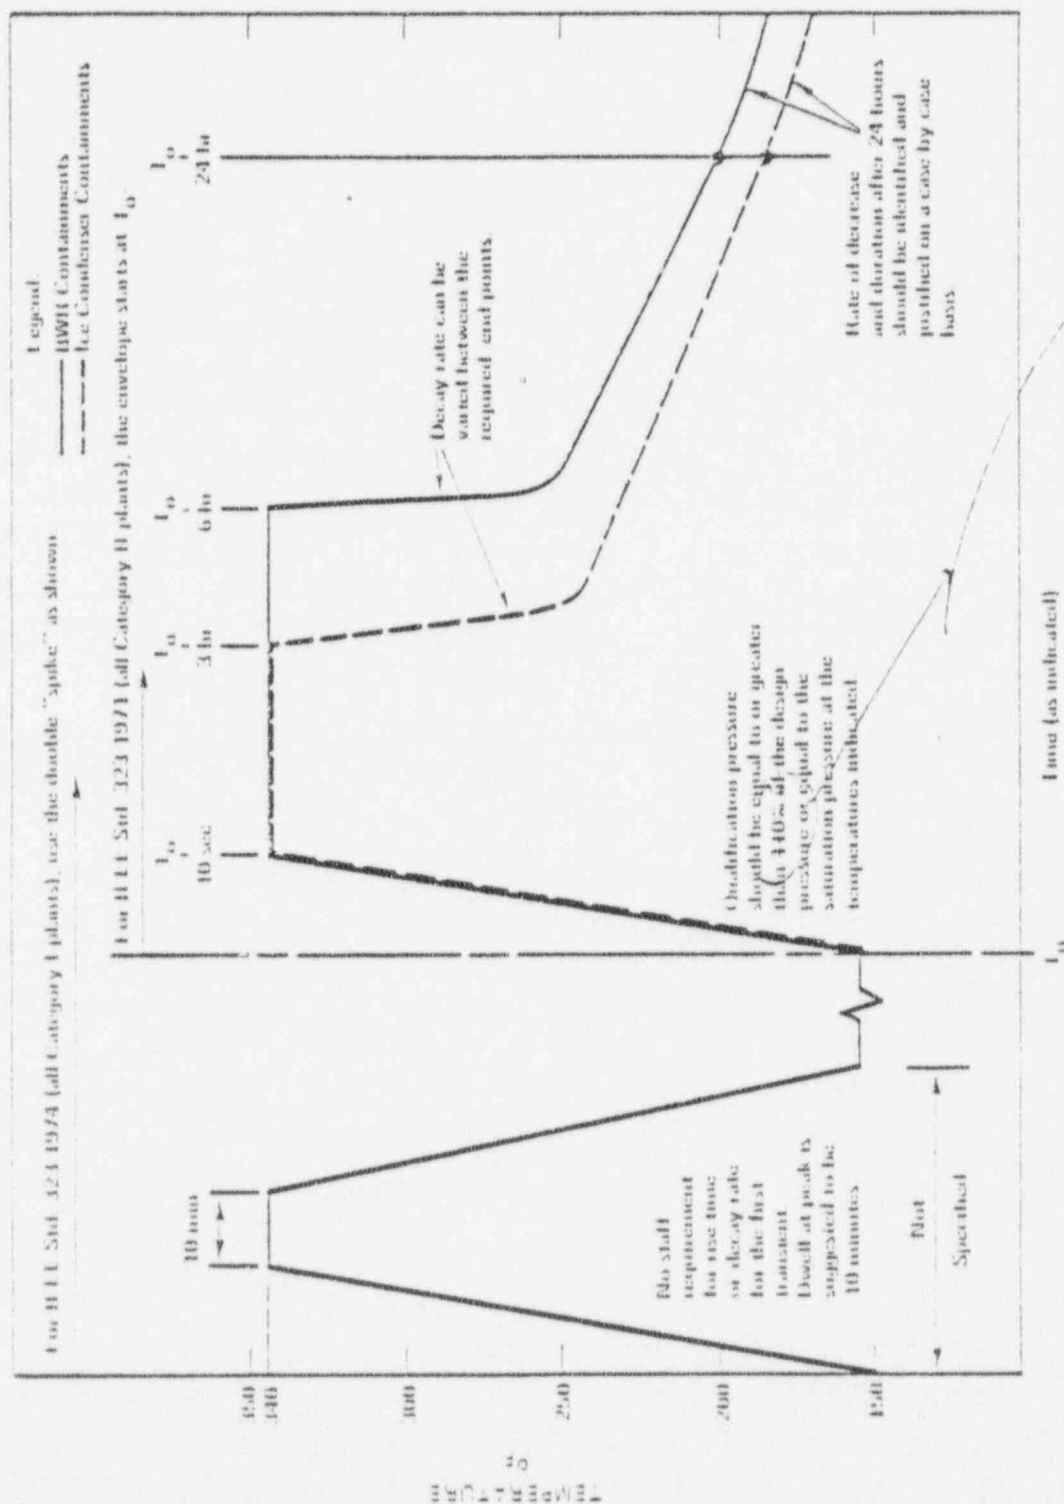 For IEEE Std. 323 1974 (all Category I plants), use the double "spike" as shown
Legend:
BWR Containments
Ice Condenser Containments
For IEEE Std. 323 1971 (all Category II plants), the envelope starts at t₀
10 min
t₀
+
10 sec
t₀
+
3 hr
t₀
+
6 hr
t₀
+
24 hr
Decay rate can be
varied between the
required end points.
Rate of decrease
and duration after 24 hours
should be identified and
justified on a case by case
basis.
Qualification pressure
should be equal to or greater
than 110% of the design
pressure or equal to the
saturation pressure at the
temperatures indicated
No staff
requirement
for rise time
or decay rate
for the first
transient
Dwell at peak is
suggested to be
10 minutes
Not
Specified
350
340
300
250
200
150
TEMPERATURE
°F
t₀
Time (as indicated)